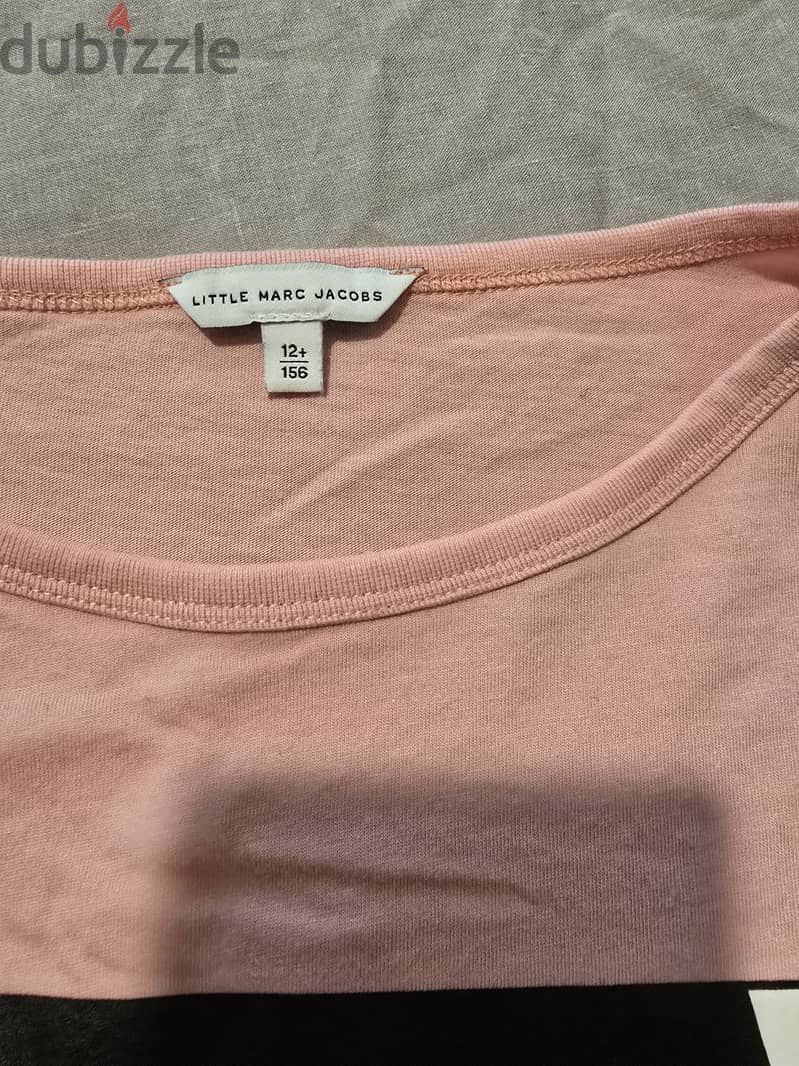 dubizzle
LITTLE MARC JACOBS
12+
156